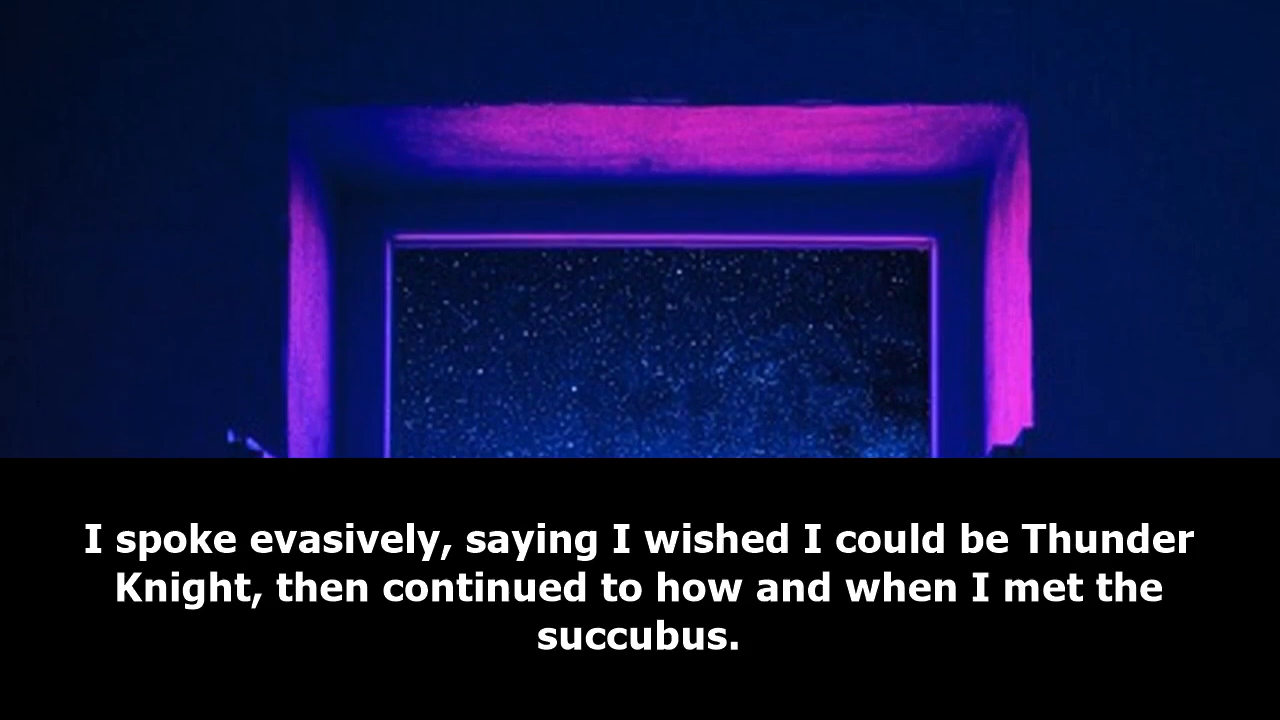 I spoke evasively, saying I wished I could be Thunder
Knight, then continued to how and when I met the
succubus.